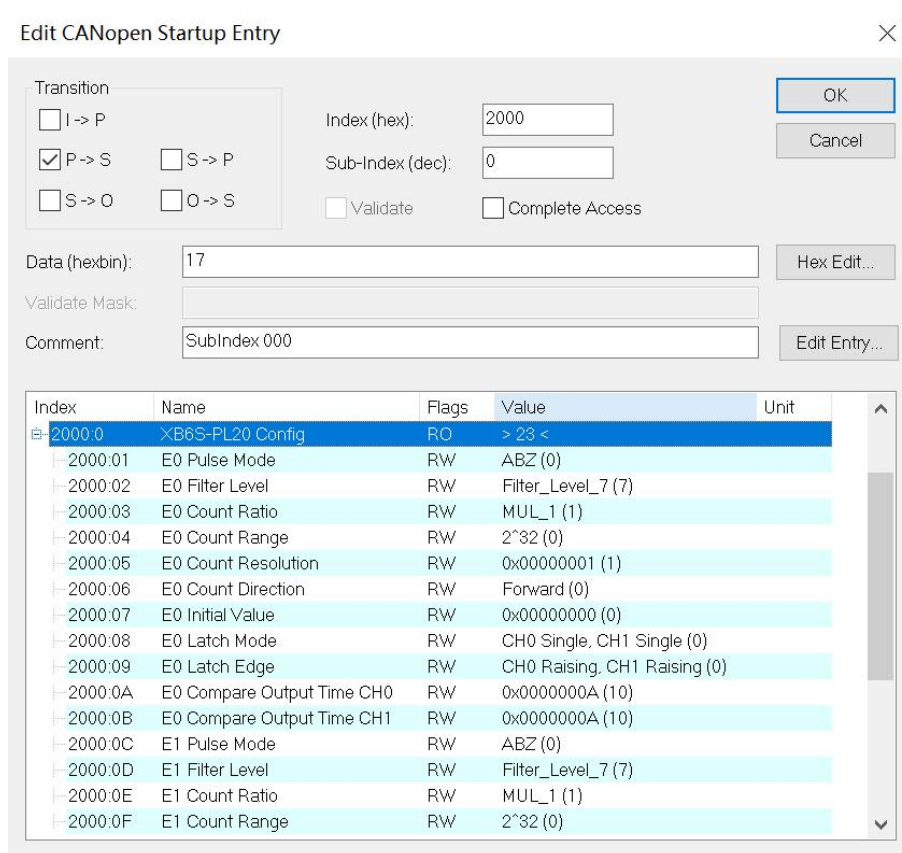 Edit CANopen Startup Entry
Transition
I -> P
P -> S
S -> P
S -> O
O -> S
Index (hex):
2000
Sub-Index (dec):
0
Validate
Complete Access
OK
Cancel
Data (hexbin):
17
Hex Edit...
Validate Mask:
Comment:
SubIndex 000
Edit Entry...
Index Name Flags Value Unit
2000:0 XB6S-PL20 Config RO > 23 <
2000:01 E0 Pulse Mode RW ABZ (0)
2000:02 E0 Filter Level RW Filter_Level_7 (7)
2000:03 E0 Count Ratio RW MUL_1 (1)
2000:04 E0 Count Range RW 2^32 (0)
2000:05 E0 Count Resolution RW 0x00000001 (1)
2000:06 E0 Count Direction RW Forward (0)
2000:07 E0 Initial Value RW 0x00000000 (0)
2000:08 E0 Latch Mode RW CH0 Single, CH1 Single (0)
2000:09 E0 Latch Edge RW CH0 Raising, CH1 Raising (0)
2000:0A E0 Compare Output Time CH0 RW 0x0000000A (10)
2000:0B E0 Compare Output Time CH1 RW 0x0000000A (10)
2000:0C E1 Pulse Mode RW ABZ (0)
2000:0D E1 Filter Level RW Filter_Level_7 (7)
2000:0E E1 Count Ratio RW MUL_1 (1)
2000:0F E1 Count Range RW 2^32 (0)